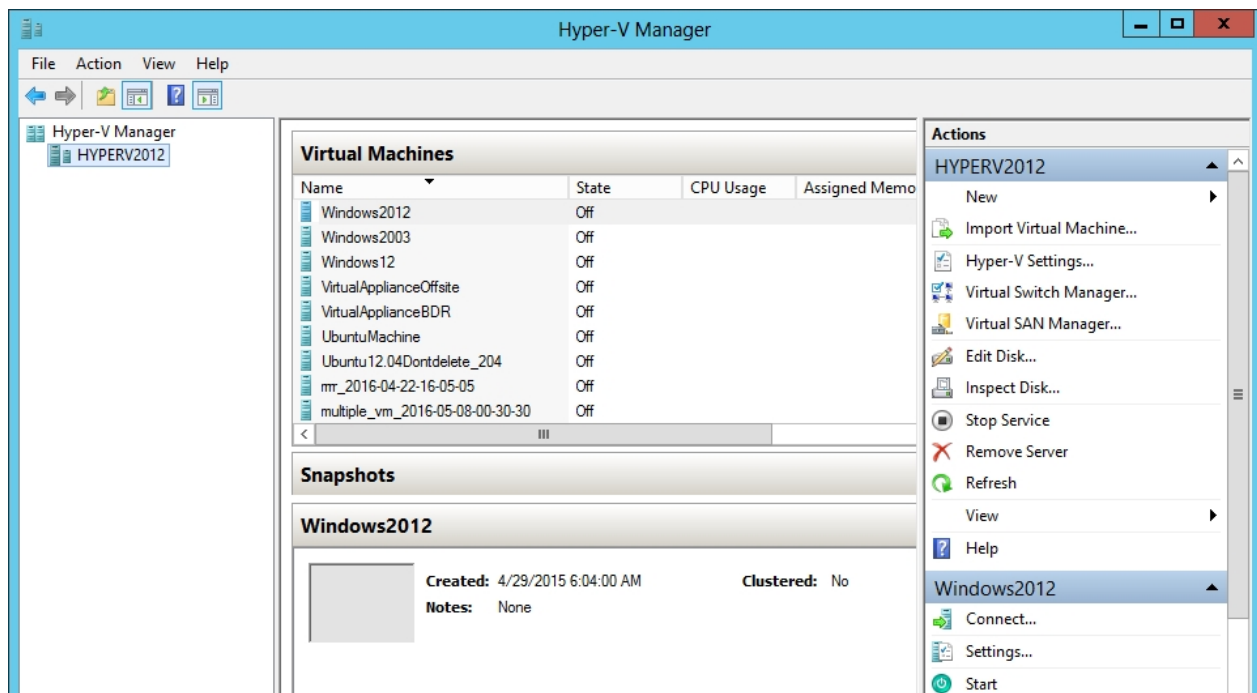 Hyper-V Manager
File Action View Help
Hyper-V Manager
HYPERV2012
Virtual Machines
Name State CPU Usage Assigned Memo
Windows2012 Off
Windows2003 Off
Windows12 Off
VirtualApplianceOffsite Off
VirtualApplianceBDR Off
UbuntuMachine Off
Ubuntu12.04Dontdelete_204 Off
2016-04-22-16-05-05 Off
multiple_vm_2016-05-08-00-30-30 Off
Snapshots
Windows2012
Created: 4/29/2015 6:04:00 AM Clustered: No
Notes: None
Actions
HYPERV2012
New
Import Virtual Machine...
Hyper-V Settings...
Virtual Switch Manager...
Virtual SAN Manager...
Edit Disk...
Inspect Disk...
Stop Service
Remove Server
Refresh
View
Help
Windows2012
Connect...
Settings...
Start